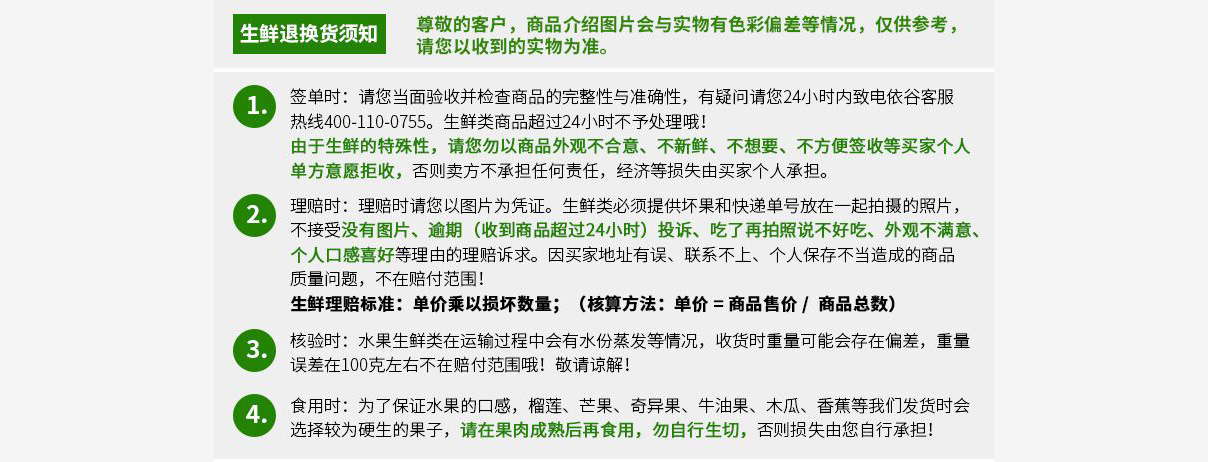 生鲜退换货须知
尊敬的客户，商品介绍图片会与实物有色彩偏差等情况，仅供参考，
请您以收到的实物为准。
1.
签单时：请您当面验收并检查商品的完整性与准确性，有疑问请您24小时内致电依谷客服
热线400-110-0755。生鲜类商品超过24小时不予处理哦！
由于生鲜的特殊性，请您勿以商品外观不合意、不新鲜、不想要、不方便签收等买家个人
单方意愿拒收，否则卖方不承担任何责任，经济等损失由买家个人承担。
2.
理赔时：理赔时请您以图片为凭证。生鲜类必须提供坏果和快递单号放在一起拍摄的照片，
不接受没有图片、逾期（收到商品超过24小时）投诉、吃了再拍照说不好吃、外观不满意、
个人口感喜好等理由的理赔诉求。因买家地址有误、联系不上、个人保存不当造成的商品
质量问题，不在赔付范围！
生鲜理赔标准：单价乘以损坏数量；（核算方法：单价 = 商品售价 / 商品总数）
3.
核验时：水果生鲜类在运输过程中会有水份蒸发等情况，收货时重量可能会存在偏差，重量
误差在100克左右不在赔付范围哦！敬请谅解！
4.
食用时：为了保证水果的口感，榴莲、芒果、奇异果、牛油果、木瓜、香蕉等我们发货时会
选择较为硬生的果子，请在果肉成熟后再食用，勿自行生切，否则损失由您自行承担！